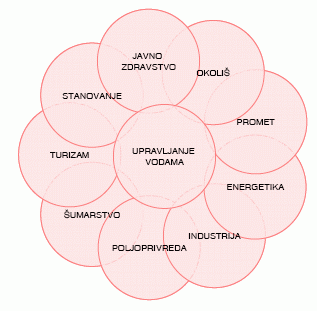 JAVNO
ZDRAVSTVO
OKOLIŠ
STANOVANJE
PROMET
UPRAVLJANJE
VODAMA
TURIZAM
ENERGETIKA
ŠUMARSTVO
INDUSTRIJA
POLJOPRIVREDA